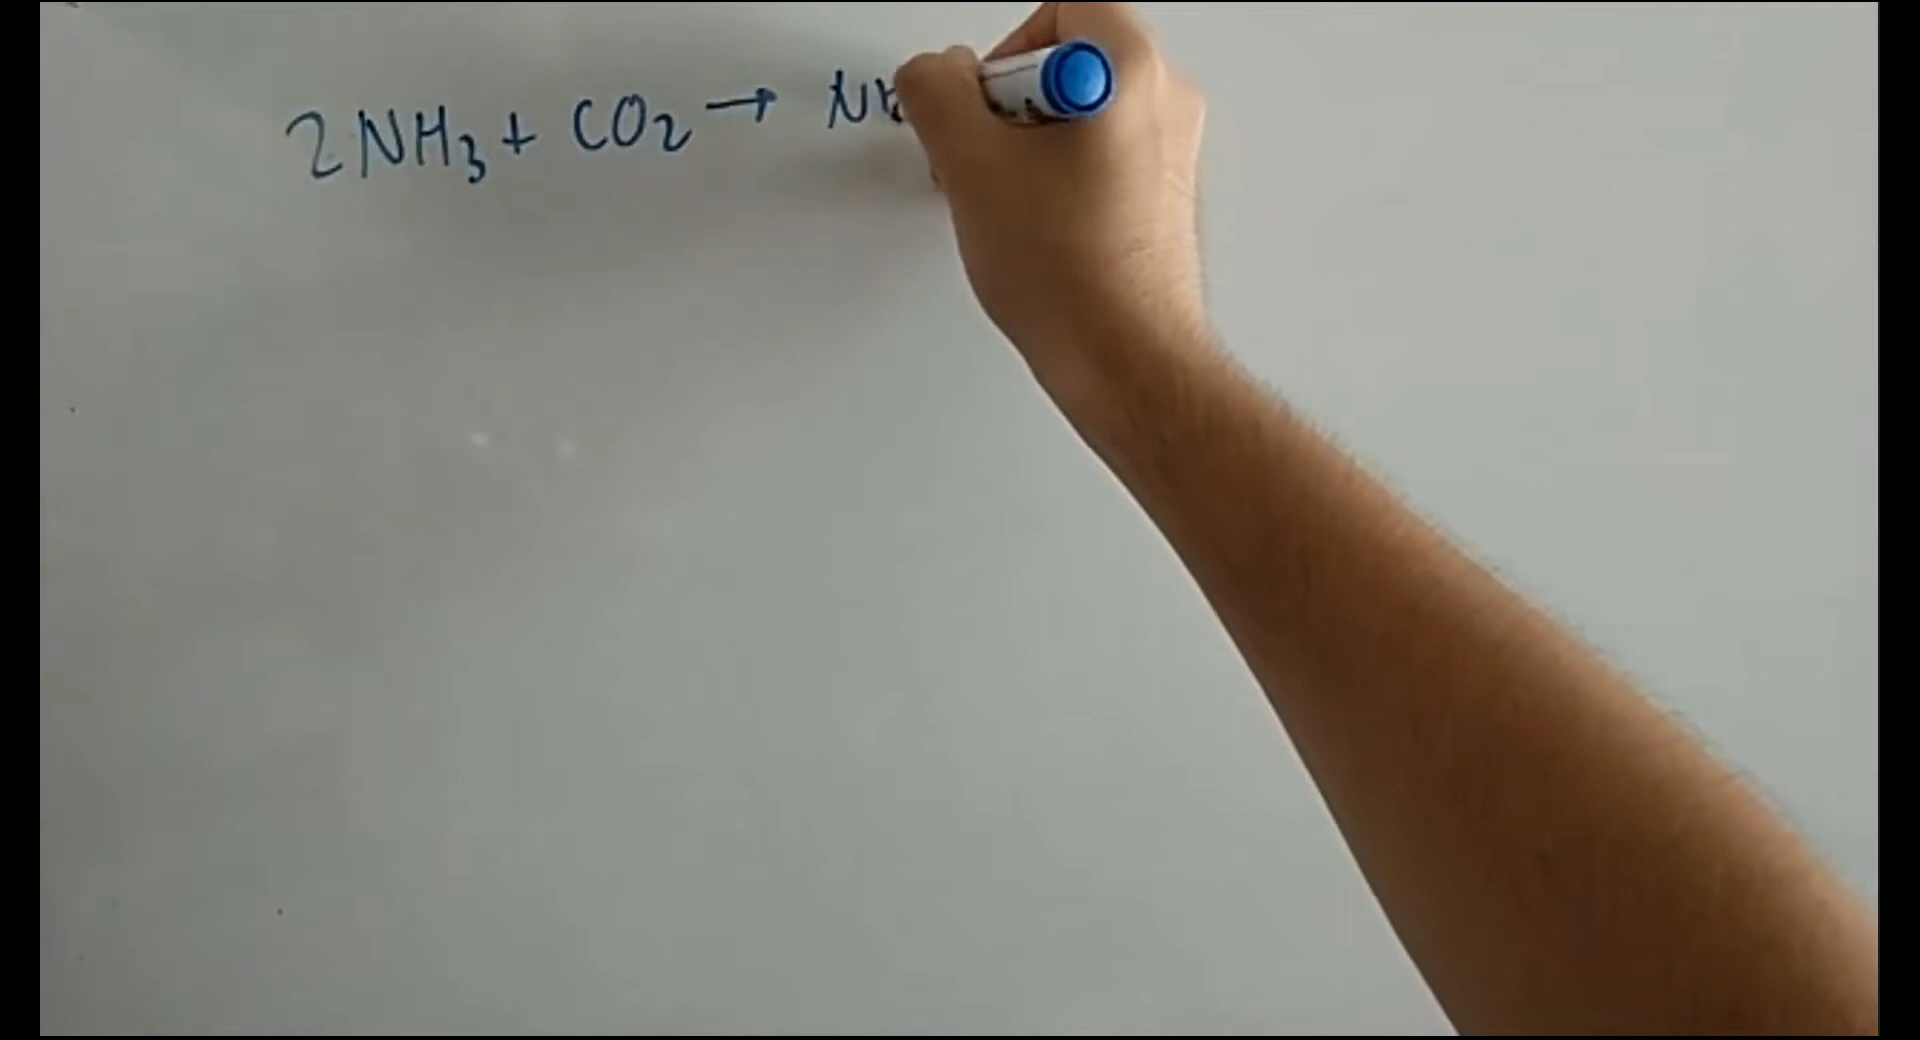 2NH3 + CO2 → N